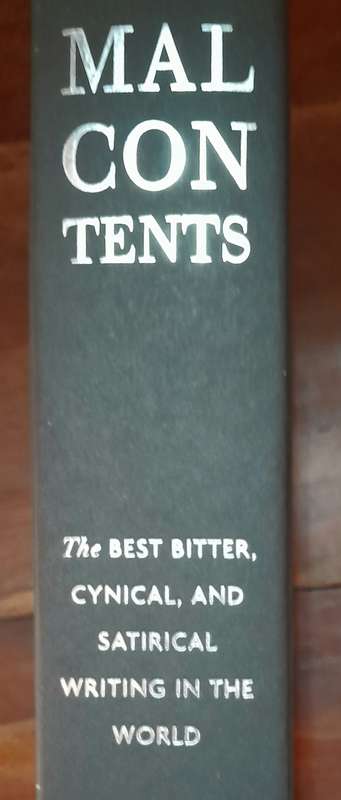 MAL
CON
TENTS
The BEST BITTER,
CYNICAL, AND
SATIRICAL
WRITING IN THE
WORLD